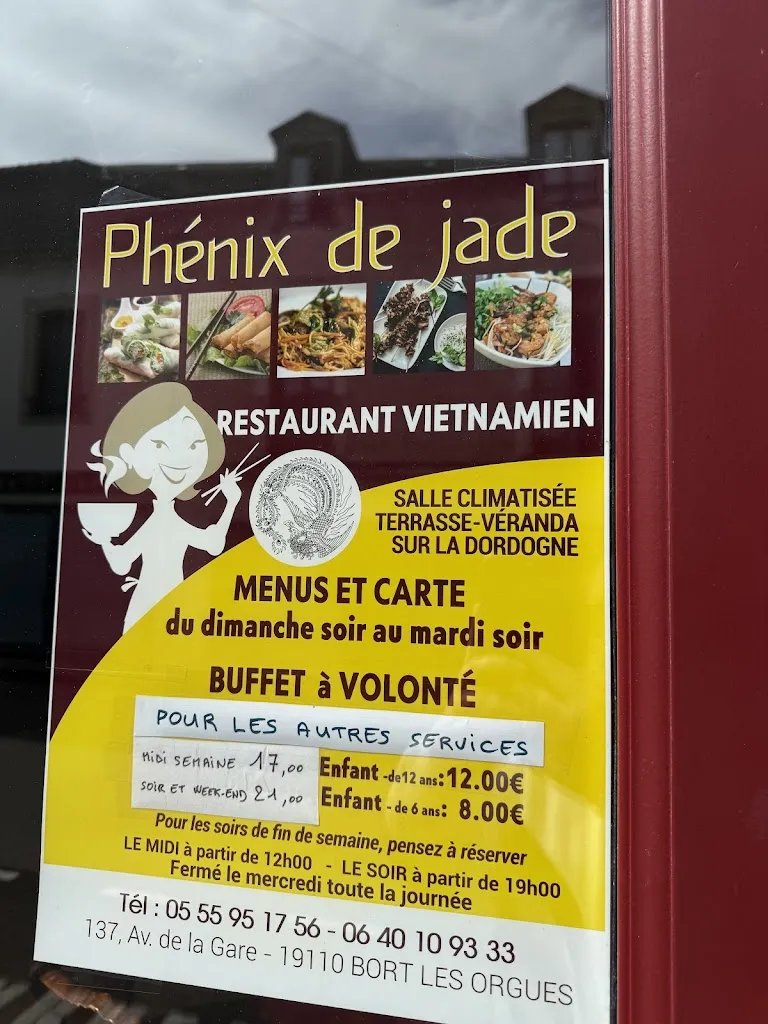 Phénix de jade
RESTAURANT VIETNAMIEN
SALLE CLIMATISÉE
TERRASSE-VÉRANDA
SUR LA DORDOGNE
MENUS ET CARTE
du dimanche soir au mardi soir
BUFFET à VOLONTÉ
POUR LES AUTRES SERVICES
MIDI SEMAINE 17,00
SOIR ET WEEK-END 21,00
Enfant -de 12 ans: 12.00€
Enfant - de 6 ans: 8.00€
Pour les soirs de fin de semaine, pensez à réserver
LE MIDI à partir de 12h00 - LE SOIR à partir de 19h00
Fermé le mercredi toute la journée
Tél : 05 55 95 17 56 - 06 40 10 93 33
137, Av. de la Gare - 19110 BORT LES ORGUES